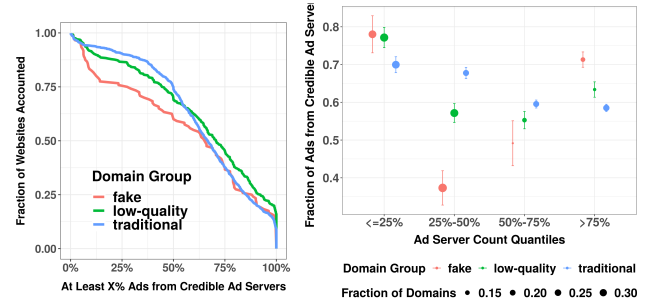 Fraction of Websites Accounted
1.00
0.75
0.50
0.25
0.00
Domain Group
fake
low-quality
traditional
0%
25%
50%
75%
100%
At Least X% Ads from Credible Ad Servers
Fraction of Ads from Credible Ad Server
0.8
0.7
0.6
0.5
0.4
<=25%
25%-50%
50%-75%
>75%
Ad Server Count Quantiles
Domain Group fake low-quality traditional
Fraction of Domains 0.15 0.20 0.25 0.30